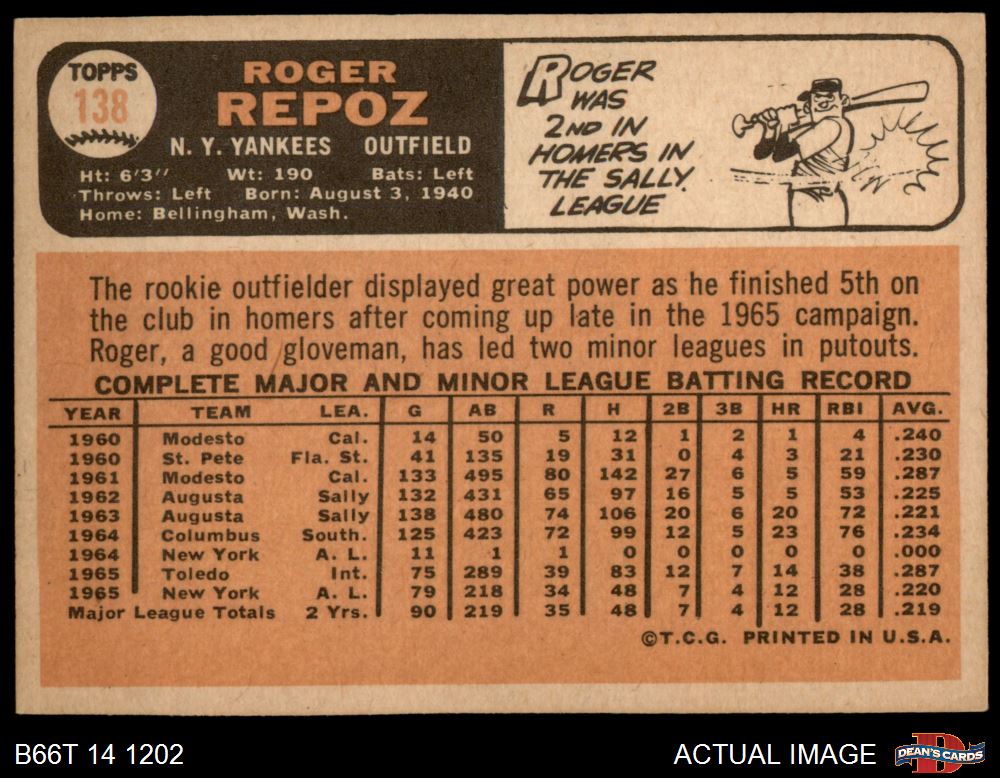 TOPPS
138
ROGER
REPOZ
N. Y. YANKEES OUTFIELD
Ht: 6'3" Wt: 190 Bats: Left
Throws: Left Born: August 3, 1940
Home: Bellingham, Wash.
ROGER
WAS
2ND IN
HOMERS IN
THE SALLY
LEAGUE
The rookie outfielder displayed great power as he finished 5th on
the club in homers after coming up late in the 1965 campaign.
Roger, a good gloveman, has led two minor leagues in putouts.
COMPLETE MAJOR AND MINOR LEAGUE BATTING RECORD
YEAR TEAM LEA. G AB R H 2B 3B HR RBI AVG.
1960 Modesto Cal. 14 50 5 12 1 2 1 4 .240
1960 St. Pete Fla. St. 41 135 19 31 0 4 3 21 .230
1961 Modesto Cal. 133 495 80 142 27 6 5 59 .287
1962 Augusta Sally 132 431 65 97 16 5 5 53 .225
1963 Augusta Sally 138 480 74 106 20 6 20 72 .221
1964 Columbus South. 125 423 72 99 12 5 23 76 .234
1964 New York A. L. 11 1 1 0 0 0 0 0 .000
1965 Toledo Int. 75 289 39 83 12 7 14 38 .287
1965 New York A. L. 79 218 34 48 7 4 12 28 .220
Major League Totals 2 Yrs. 90 219 35 48 7 4 12 28 .219
©T.C.G. PRINTED IN U.S.A.
B66T 14 1202
ACTUAL IMAGE
D
DEAN'S CARDS